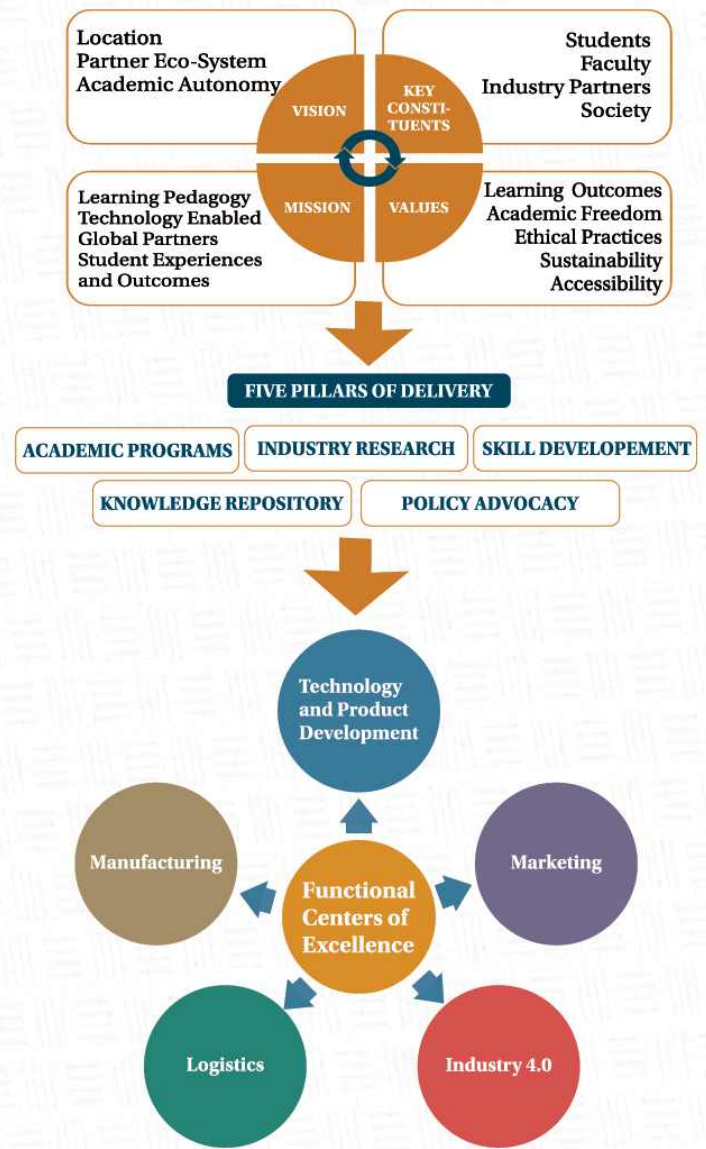 Location
Partner Eco-System
Academic Autonomy
VISION
Students
Faculty
Industry Partners
Society
KEY
CONSTI-
TUENTS
Learning Pedagogy
Technology Enabled
Global Partners
Student Experiences
and Outcomes
MISSION
VALUES
Learning Outcomes
Academic Freedom
Ethical Practices
Sustainability
Accessibility
FIVE PILLARS OF DELIVERY
ACADEMIC PROGRAMS
INDUSTRY RESEARCH
SKILL DEVELOPEMENT
KNOWLEDGE REPOSITORY
POLICY ADVOCACY
Technology
and Product
Development
Manufacturing
Marketing
Functional
Centers of
Excellence
Logistics
Industry 4.0